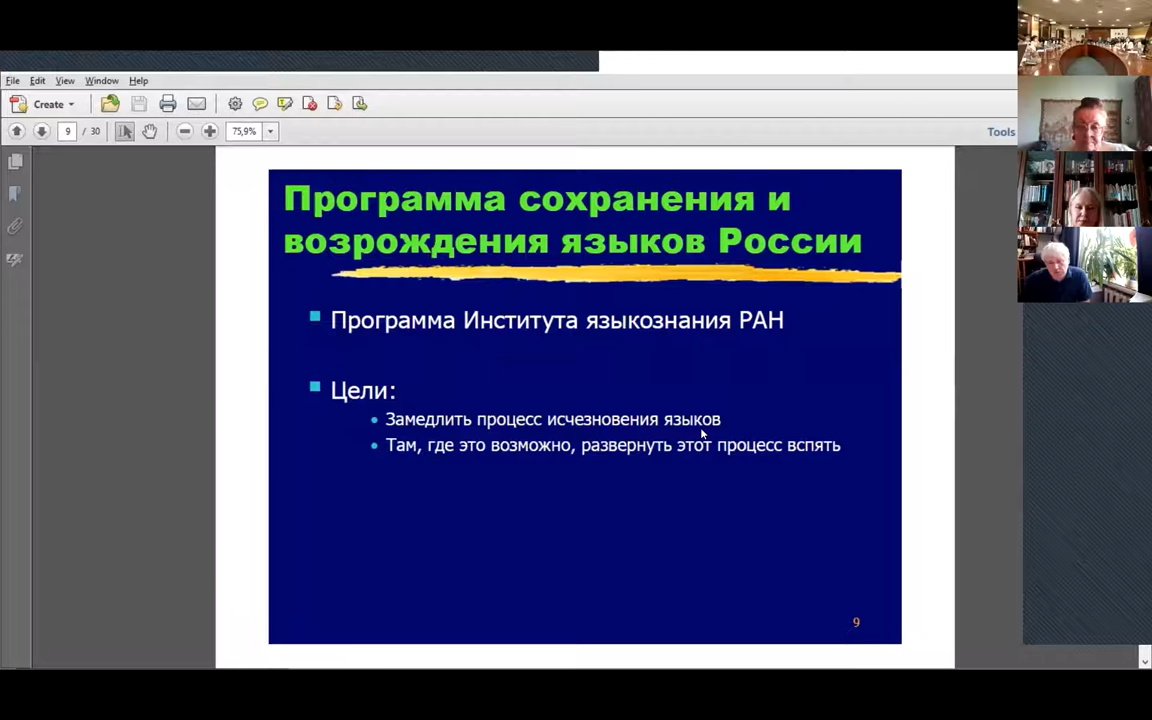 File Edit View Window Help
Create
9 / 30 75,9% Tools
Программа сохранения и
возрождения языков России
Программа Института языкознания РАН
Цели:
Замедлить процесс исчезновения языков
Там, где это возможно, развернуть этот процесс вспять
9